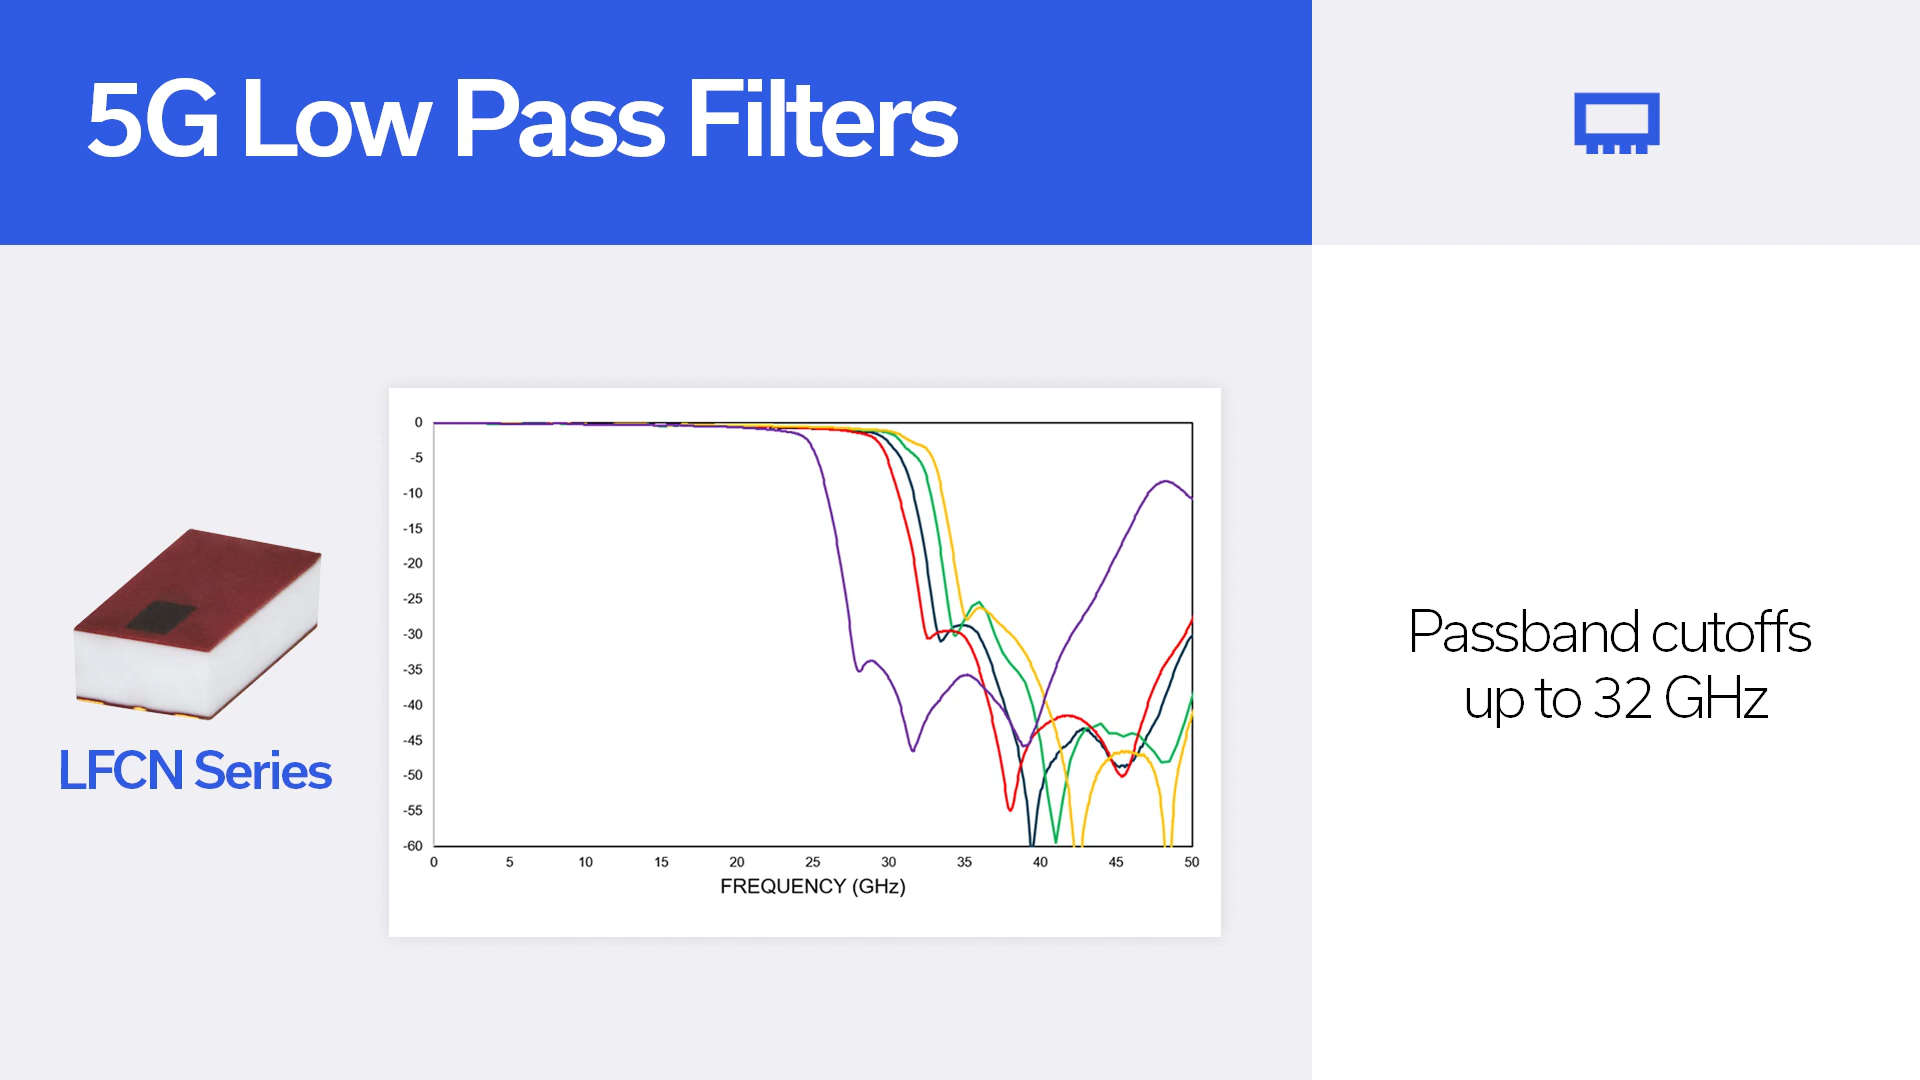 5G Low Pass Filters
0
-5
-10
-15
-20
-25
-30
-35
-40
-45
-50
-55
-60
0 5 10 15 20 25 30 35 40 45 50
FREQUENCY (GHz)
LFCN Series
Passband cutoffs
up to 32 GHz